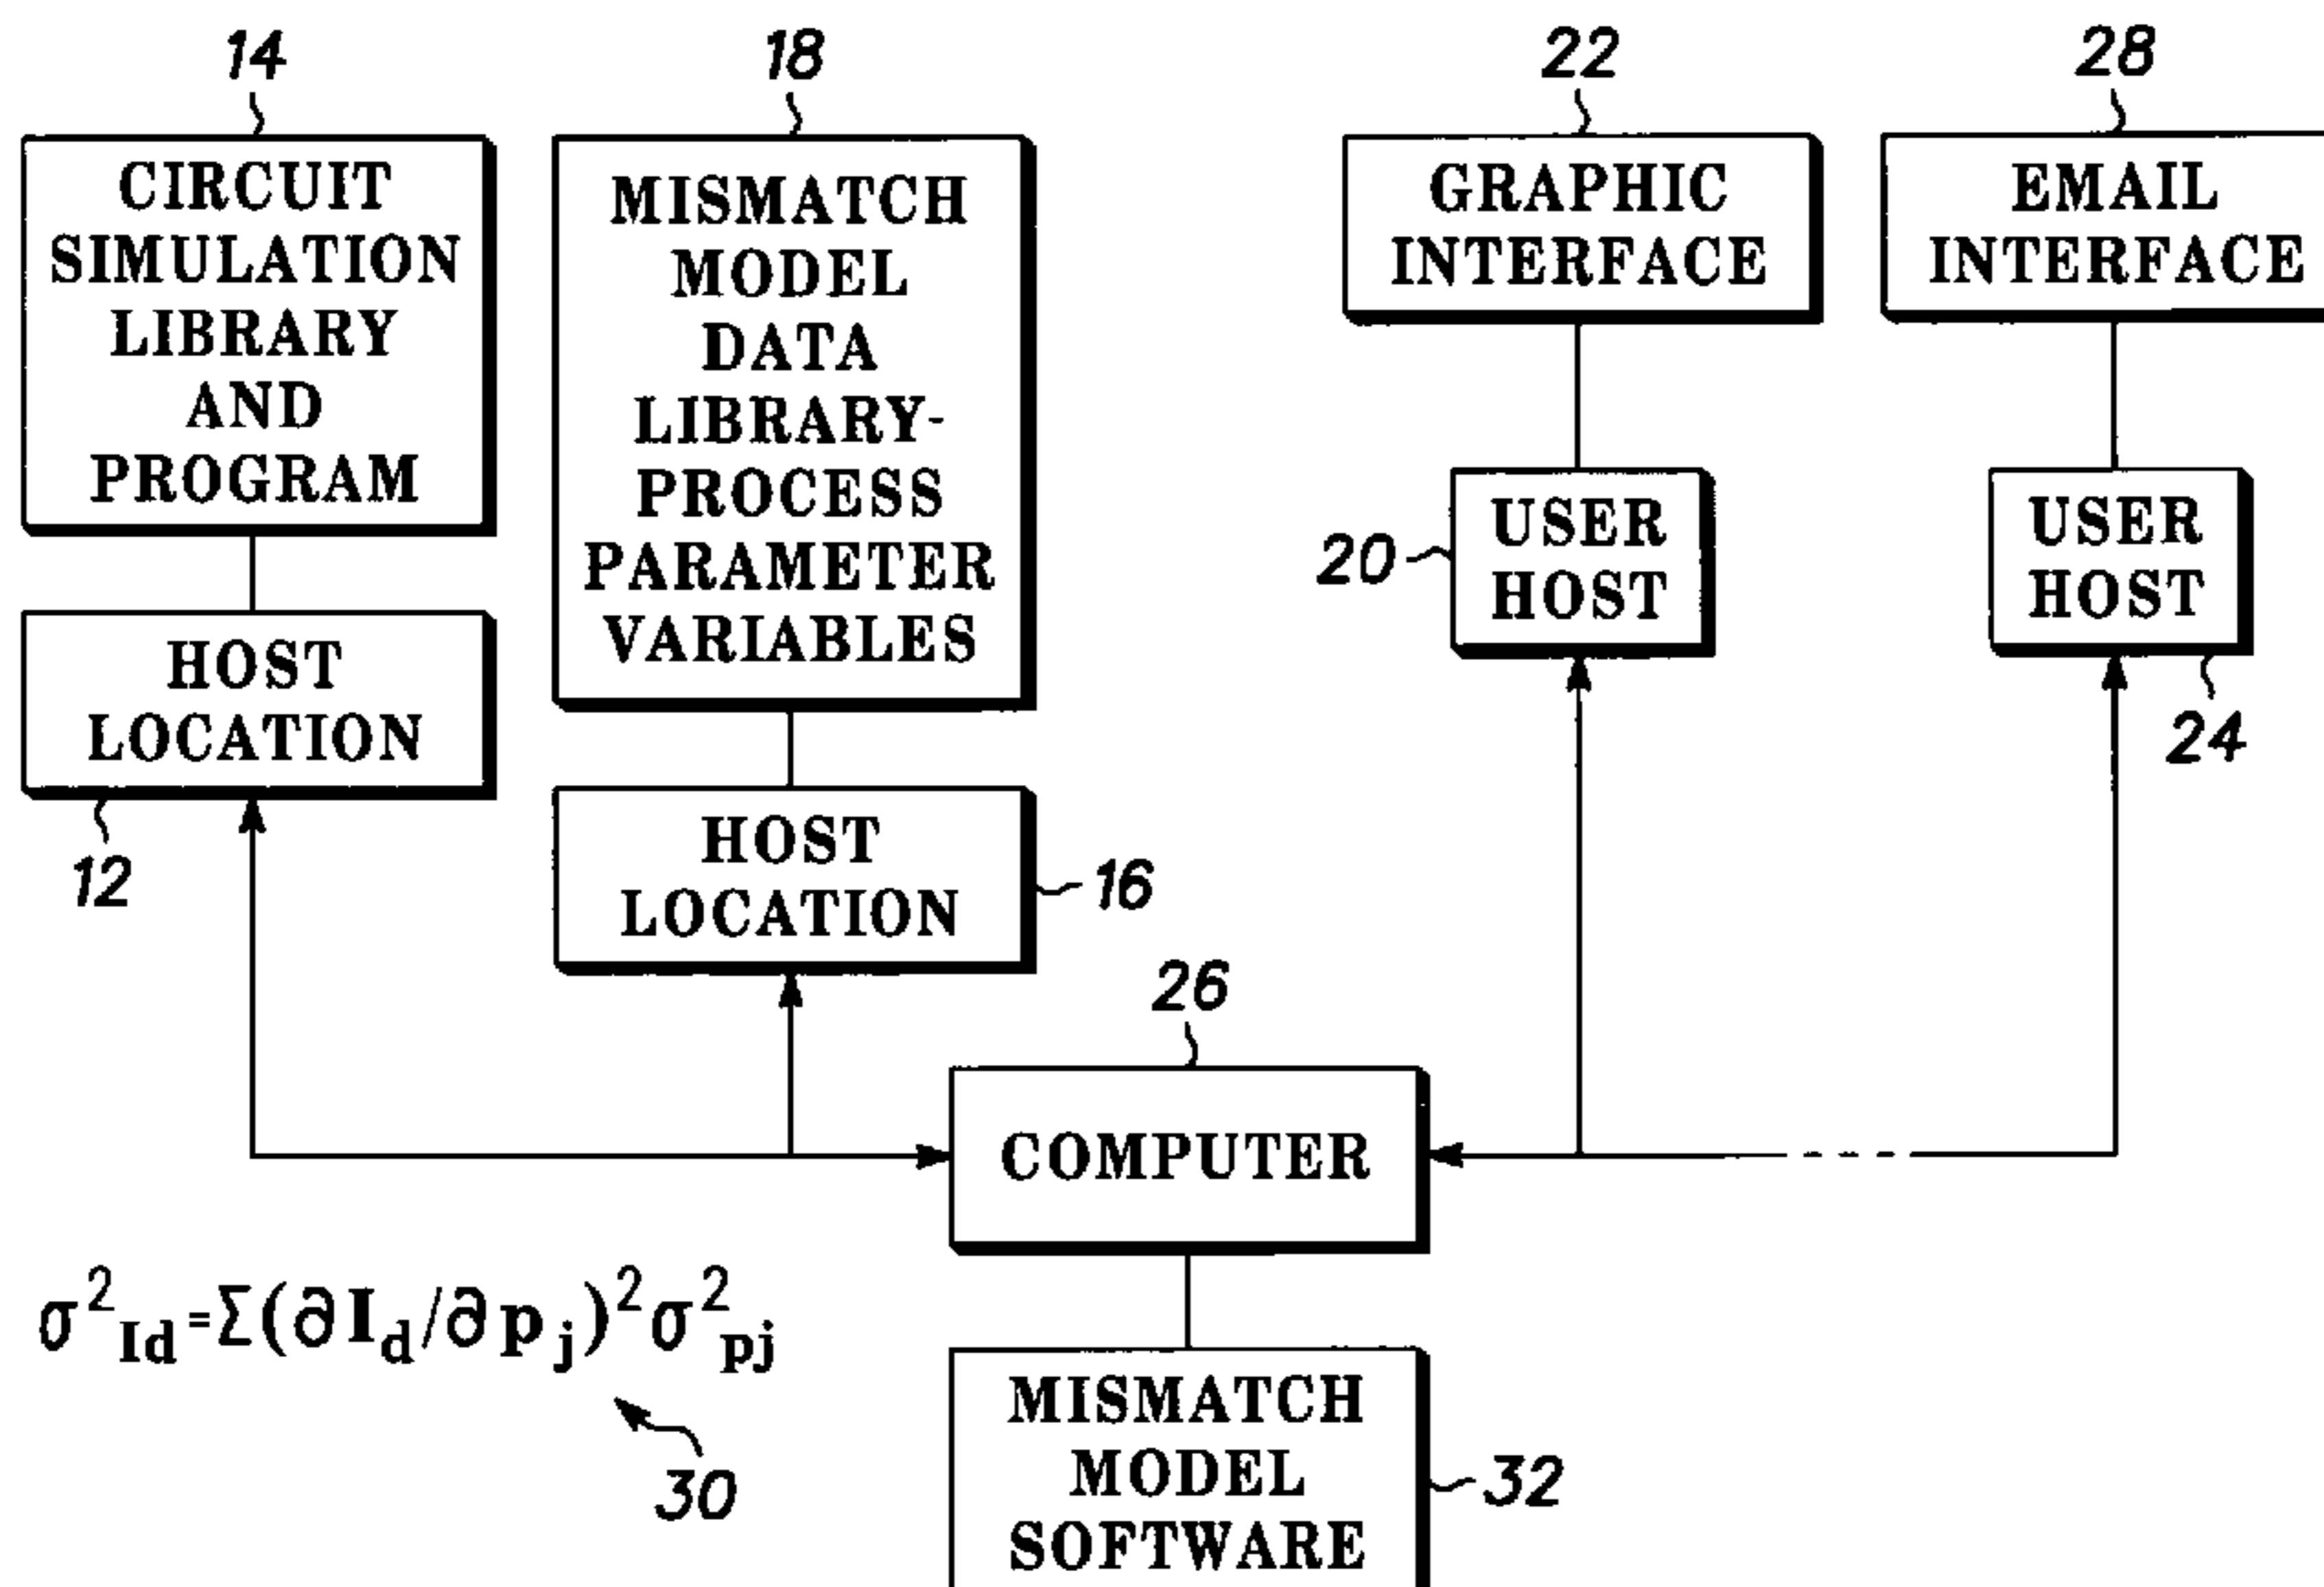 14
18
22
28
CIRCUIT
SIMULATION
LIBRARY
AND
PROGRAM
MISMATCH
MODEL
DATA
LIBRARY-
PROCESS
PARAMETER
VARIABLES
GRAPHIC
INTERFACE
EMAIL
INTERFACE
20
USER
HOST
USER
HOST
24
HOST
LOCATION
12
HOST
LOCATION
16
26
COMPUTER
σ²Id=Σ(∂Id/∂pj)²σ²pj
30
MISMATCH
MODEL
SOFTWARE
32